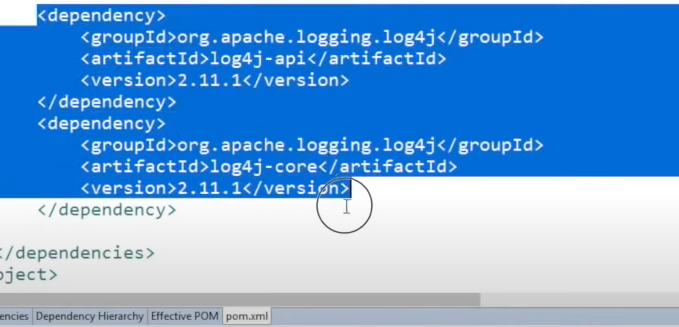 <dependency>
<groupId>org.apache.logging.log4j</groupId>
<artifactId>log4j-api</artifactId>
<version>2.11.1</version>
</dependency>
<dependency>
<groupId>org.apache.logging.log4j</groupId>
<artifactId>log4j-core</artifactId>
<version>2.11.1</version>
</dependency>
</dependencies>
oject>
encies Dependency Hierarchy Effective POM pom.xml